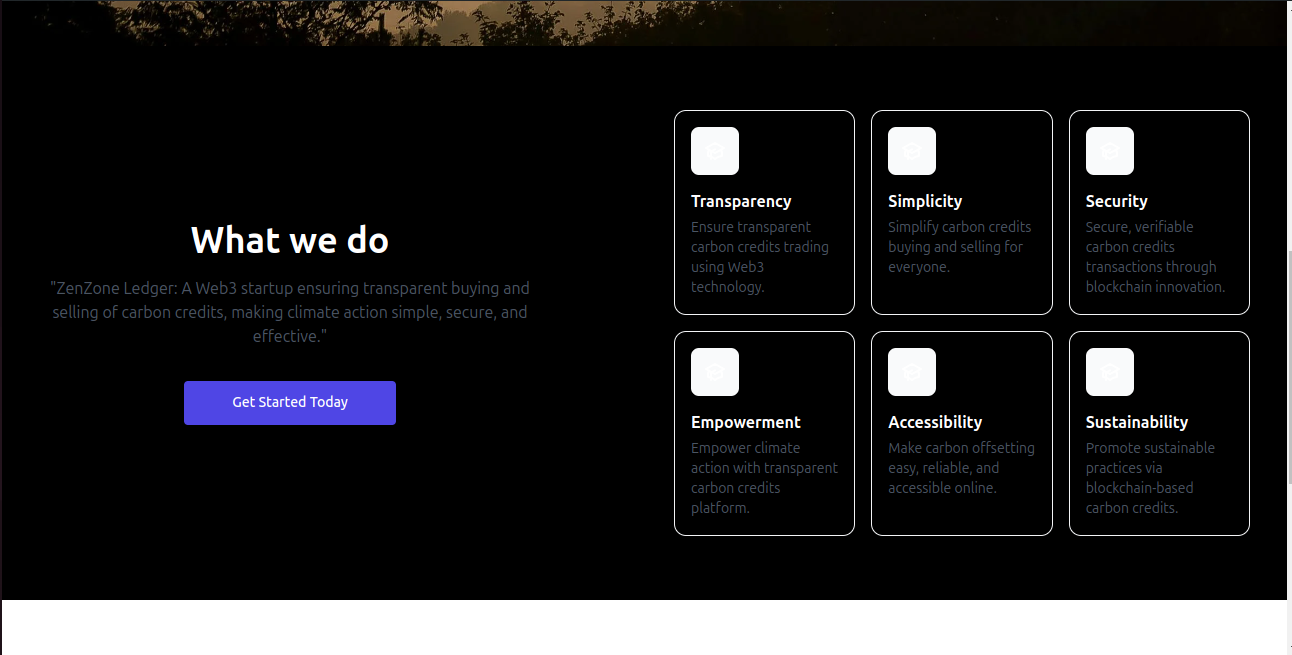 What we do
"ZenZone Ledger: A Web3 startup ensuring transparent buying and
selling of carbon credits, making climate action simple, secure, and
effective."
Get Started Today
Transparency
Ensure transparent
carbon credits trading
using Web3
technology.
Simplicity
Simplify carbon credits
buying and selling for
everyone.
Security
Secure, verifiable
carbon credits
transactions through
blockchain innovation.
Empowerment
Empower climate
action with transparent
carbon credits
platform.
Accessibility
Make carbon offsetting
easy, reliable, and
accessible online.
Sustainability
Promote sustainable
practices via
blockchain-based
carbon credits.